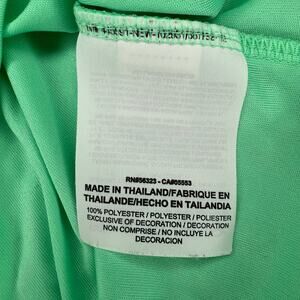 RN#56323 - CA#05553
MADE IN THAILAND/FABRIQUE EN
THAILANDE/HECHO EN TAILANDIA
100% POLYESTER / POLYESTER / POLIESTER
EXCLUSIVE OF DECORATION / DECORATION
NON COMPRISE / NO INCLUYE LA
DECORACION